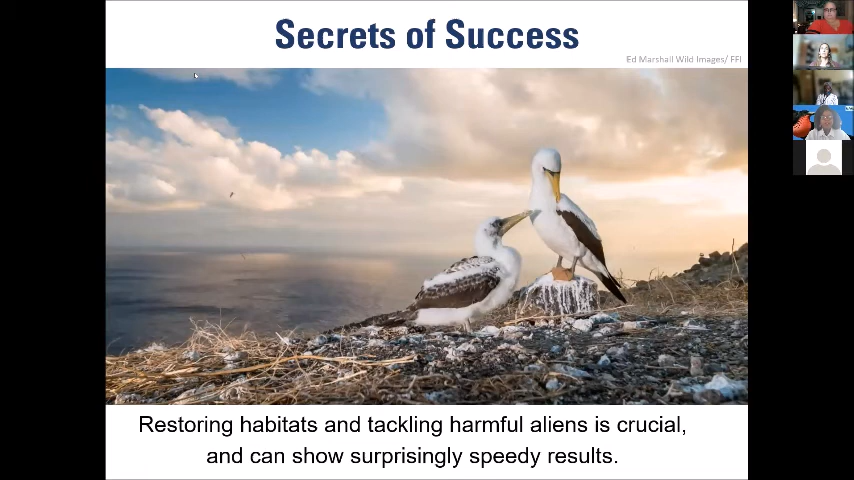 Secrets of Success
Ed Marshall Wild Images/ FFI
Restoring habitats and tackling harmful aliens is crucial,
and can show surprisingly speedy results.